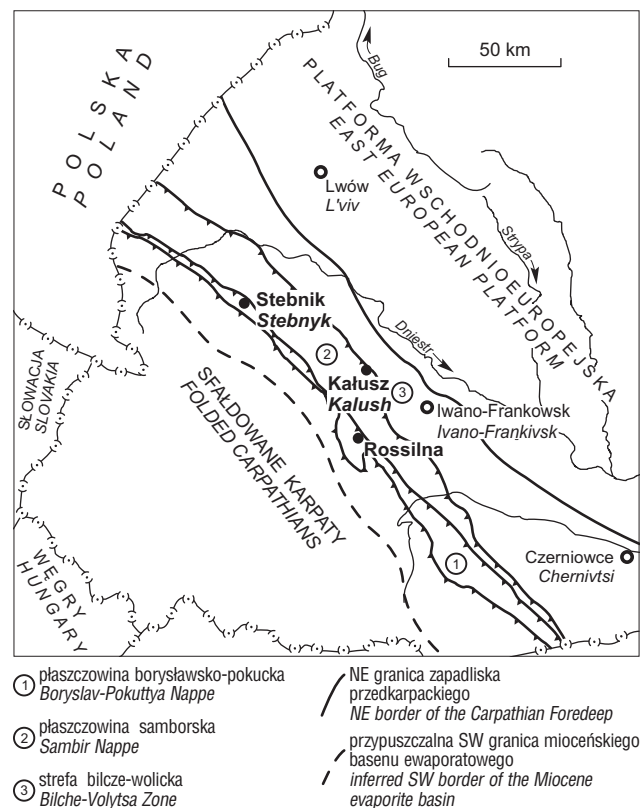 POLSKA
POLAND
Bug
50 km
PLATFORMA WSCHODNIOEUROPEJSKA
EAST EUROPEAN PLATFORM
Lwów
L'viv
Strypa
Stebnik
Stebnyk
Dniestr
2
Kałusz
Kalush
3
Iwano-Frankowsk
Ivano-Frankivsk
SŁOWACJA
SLOVAKIA
SFAŁDOWANE KARPATY
FOLDED CARPATHIANS
Rossilna
WĘGRY
HUNGARY
1
Czerniowce
Chernivtsi
1 płaszczowina borysławsko-pokucka
Boryslav-Pokuttya Nappe
2 płaszczowina samborska
Sambir Nappe
3 strefa bilcze-wolicka
Bilche-Volytsa Zone
NE granica zapadliska
przedkarpackiego
NE border of the Carpathian Foredeep
przypuszczalna SW granica mioceńskiego
basenu ewaporatowego
inferred SW border of the Miocene
evaporite basin